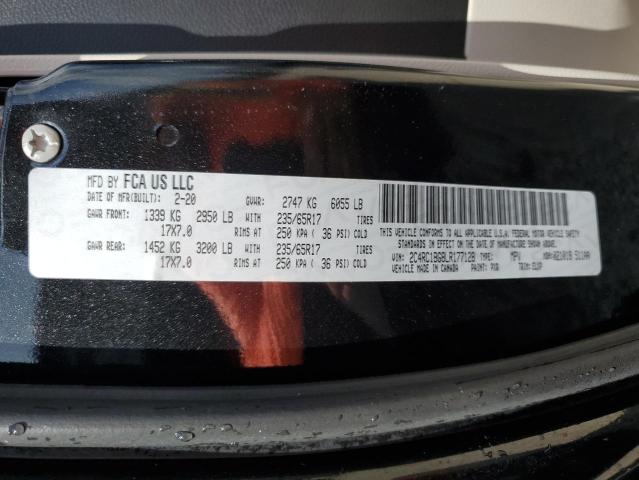 MFD BY FCA US LLC
DATE OF MFR(BUILT): 2-20 GVWR: 2747 KG 6055 LB
GAWR FRONT: 1339 KG 2950 LB WITH 235/65R17 TIRES
17X7.0 RIMS AT 250 KPA ( 36 PSI) COLD
GAWR REAR: 1452 KG 3200 LB WITH 235/65R17 TIRES
17X7.0 RIMS AT 250 KPA ( 36 PSI) COLD
THIS VEHICLE CONFORMS TO ALL APPLICABLE U.S.A. FEDERAL MOTOR VEHICLE SAFETY
STANDARDS IN EFFECT ON THE DATE OF MANUFACTURE SHOWN ABOVE.
VIN: 2C4RC1BG8LR177128 TYPE: MPV MDH: 021019 511AA
VEHICLE MADE IN CANADA PAINT: PXR TRIM: